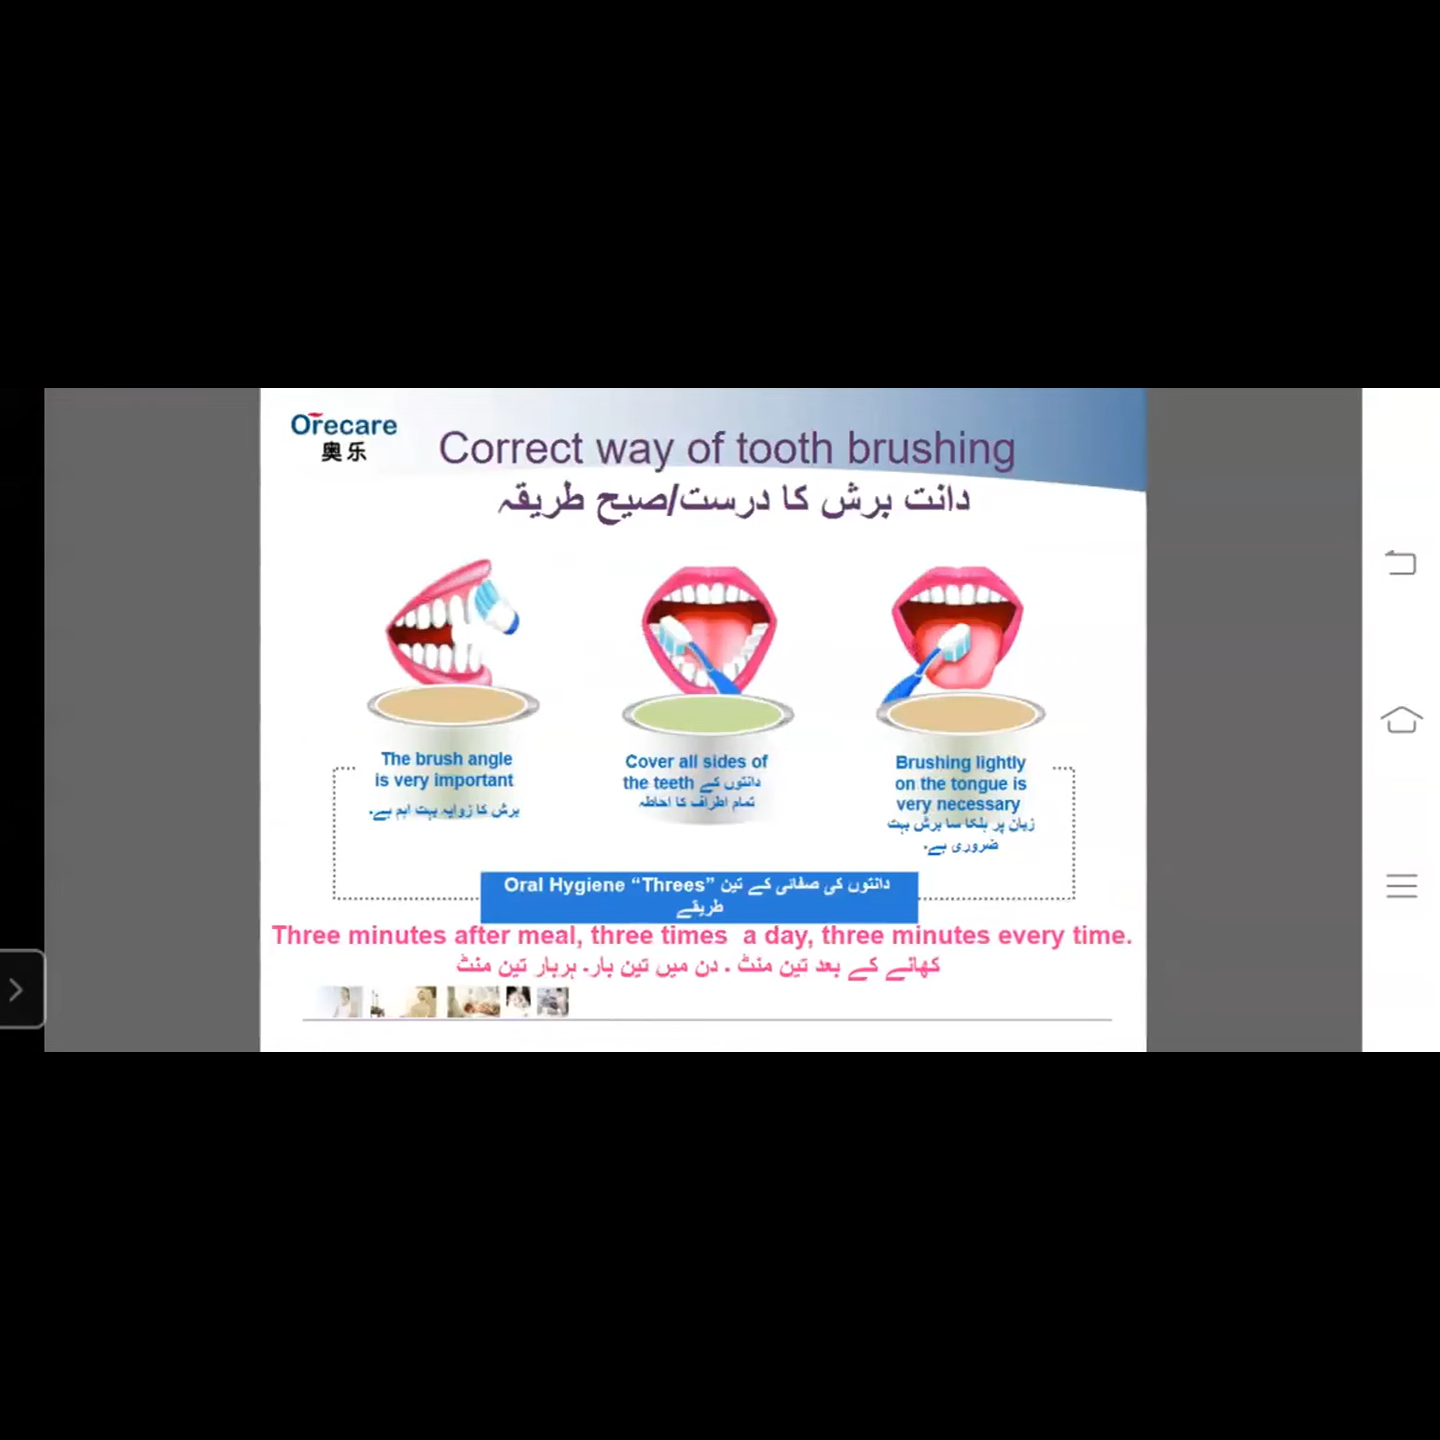 Orecare
奥乐
Correct way of tooth brushing
دانت برش کا درست/صیح طریقہ
The brush angle
is very important
برش کا زوایہ بہت اہم ہے۔
Cover all sides of
the teeth دانتوں کے
تمام اطراف کا احاطہ
Brushing lightly
on the tongue is
very necessary
زبان پر ہلکا سا برش بہت
ضروری ہے۔
Oral Hygiene “Threes” دانتوں کی صفائی کے تین
طریقے
Three minutes after meal, three times a day, three minutes every time.
کھانے کے بعد تین منٹ ۔ دن میں تین بار۔ ہربار تین منٹ